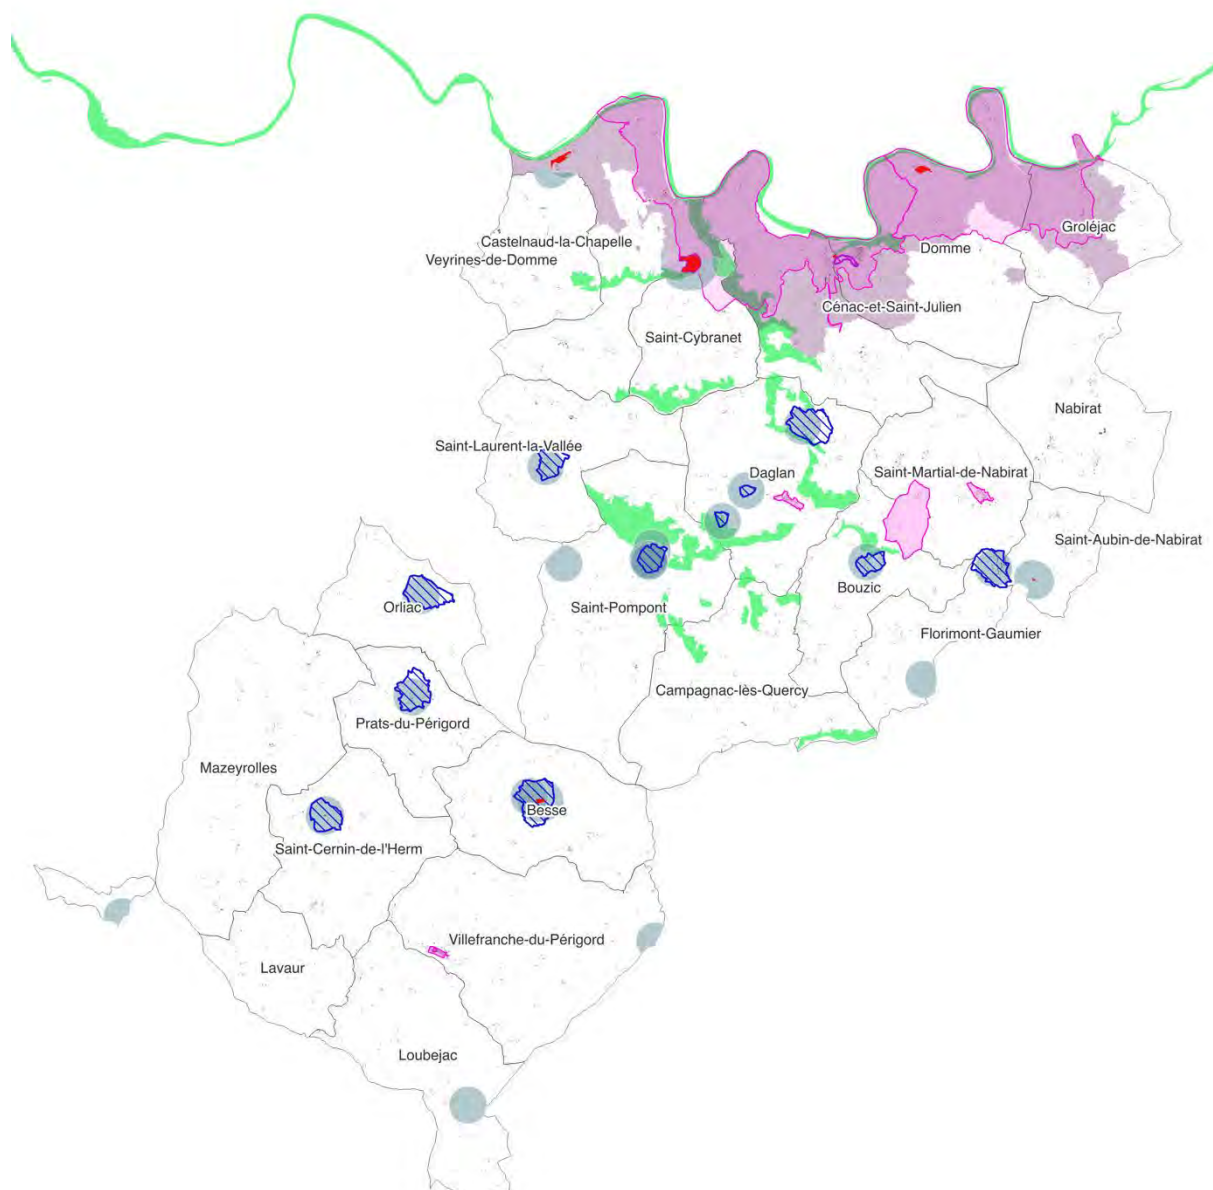 Groléjac
Castelnaud-la-Chapelle
Domme
Veyrines-de-Domme
Cénac-et-Saint-Julien
Saint-Cybranet
Nabirat
Saint-Laurent-la-Vallée
Daglan
Saint-Martial-de-Nabirat
Saint-Aubin-de-Nabirat
Bouzic
Orliac
Saint-Pompont
Florimont-Gaumier
Campagnac-lès-Quercy
Prats-du-Périgord
Mazeyrolles
Besse
Saint-Cernin-de-l'Herm
Villefranche-du-Périgord
Lavaur
Loubejac